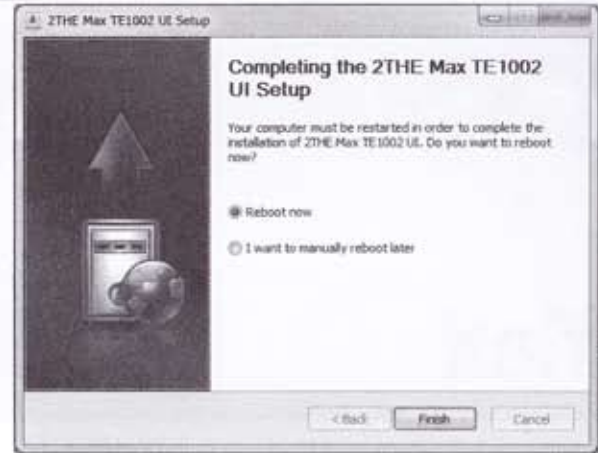 2THE Max TE1002 UI Setup
Completing the 2THE Max TE1002
UI Setup
Your computer must be restarted in order to complete the
installation of 2THE Max TE1002 UI. Do you want to reboot
now?
Reboot now
I want to manually reboot later
< Back
Finish
Cancel